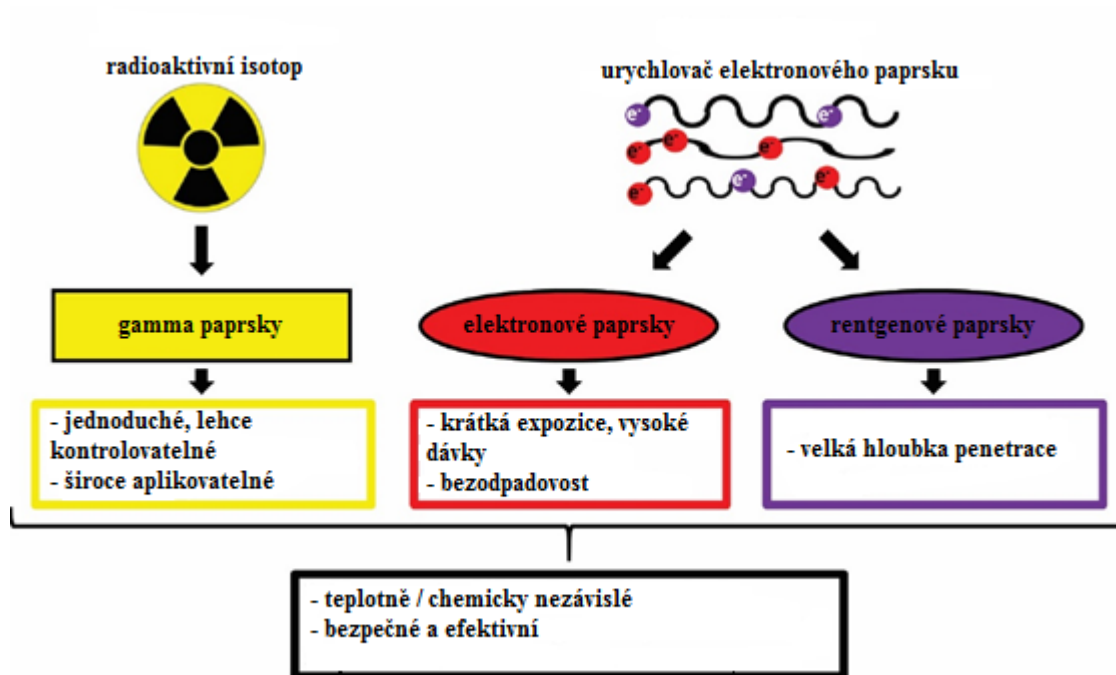 radioaktivní isotop
urychlovač elektronového paprsku
e-
e-
e-
e-
e-
e-
e-
e-
gamma paprsky
elektronové paprsky
rentgenové paprsky
- jednoduché, lehce
kontrolovatelné
- široce aplikovatelné
- krátká expozice, vysoké
dávky
- bezodpadovost
- velká hloubka penetrace
- teplotně / chemicky nezávislé
- bezpečné a efektivní